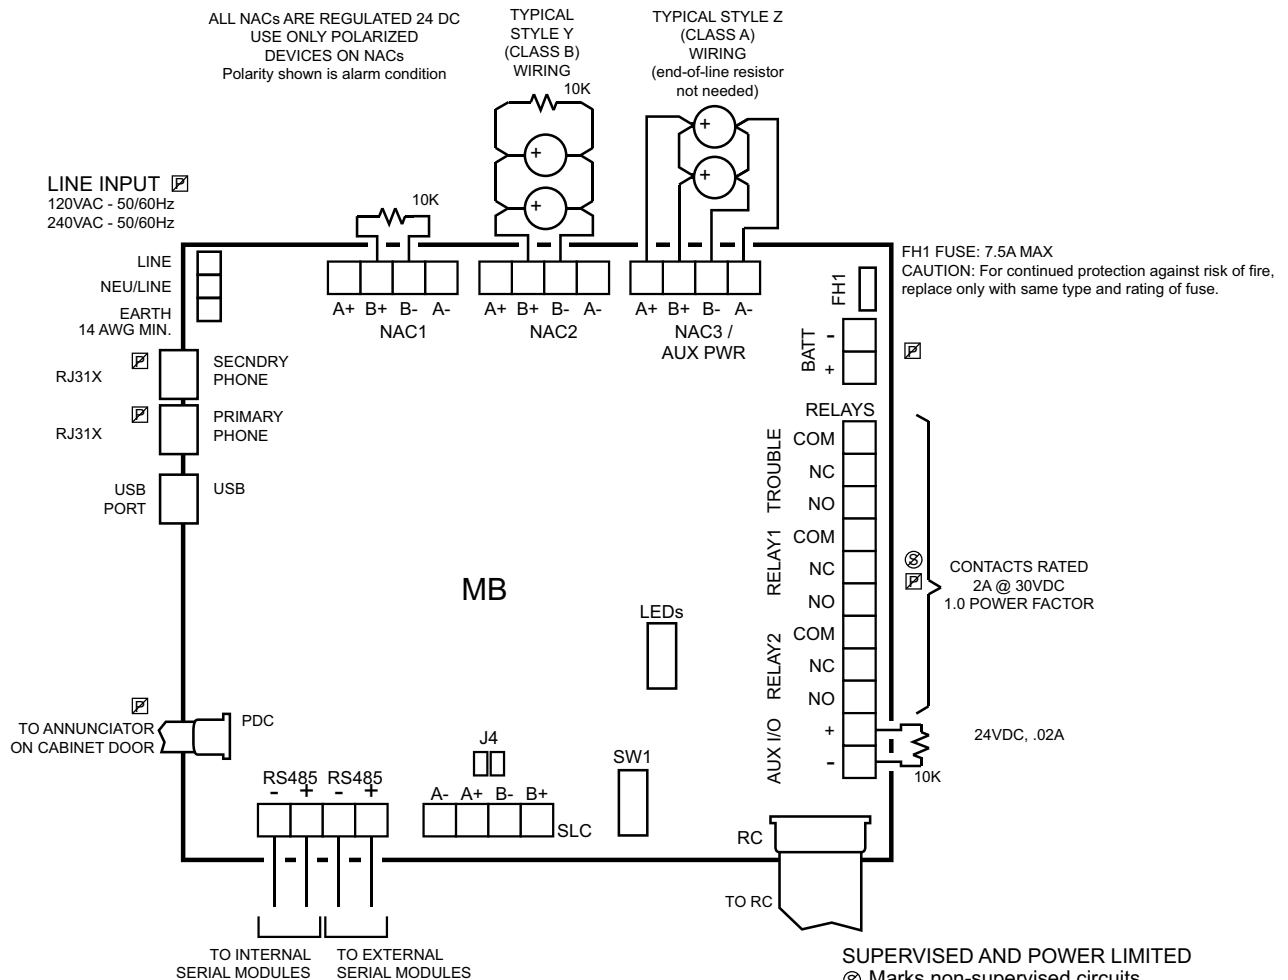 ALL NACs ARE REGULATED 24 DC
USE ONLY POLARIZED
DEVICES ON NACs
Polarity shown is alarm condition
TYPICAL
STYLE Y
(CLASS B)
WIRING
10K
TYPICAL STYLE Z
(CLASS A)
WIRING
(end-of-line resistor
not needed)
+
+
+
+
LINE INPUT P
120VAC - 50/60Hz
240VAC - 50/60Hz
10K
LINE
NEU/LINE
EARTH
14 AWG MIN.
A+ B+ B- A-
NAC1
A+ B+ B- A-
NAC2
A+ B+ B- A-
NAC3 /
AUX PWR
FH1
FH1 FUSE: 7.5A MAX
CAUTION: For continued protection against risk of fire,
replace only with same type and rating of fuse.
BATT
-
+
P
P
RJ31X
SECNDRY
PHONE
P
RJ31X
PRIMARY
PHONE
USB
PORT
USB
RELAYS
TROUBLE
COM
NC
NO
RELAY1
COM
NC
NO
RELAY2
COM
NC
NO
S
P
CONTACTS RATED
2A @ 30VDC
1.0 POWER FACTOR
AUX I/O
+
-
24VDC, .02A
10K
MB
LEDs
P
TO ANNUNCIATOR
ON CABINET DOOR
PDC
J4
SW1
RS485 RS485
- + - +
A- A+ B- B+
SLC
RC
TO RC
TO INTERNAL
SERIAL MODULES
TO EXTERNAL
SERIAL MODULES
SUPERVISED AND POWER LIMITED
S Marks non-supervised circuits